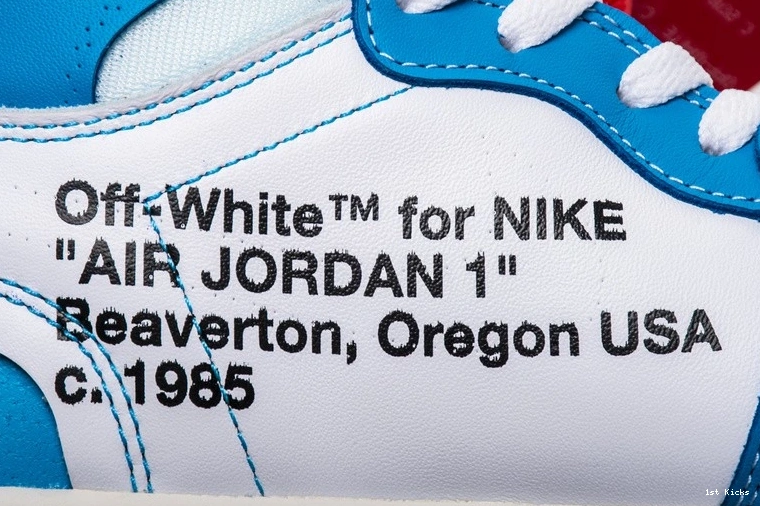 Off-White™ for NIKE
"AIR JORDAN 1"
Beaverton, Oregon USA
c. 1985
1st Kicks